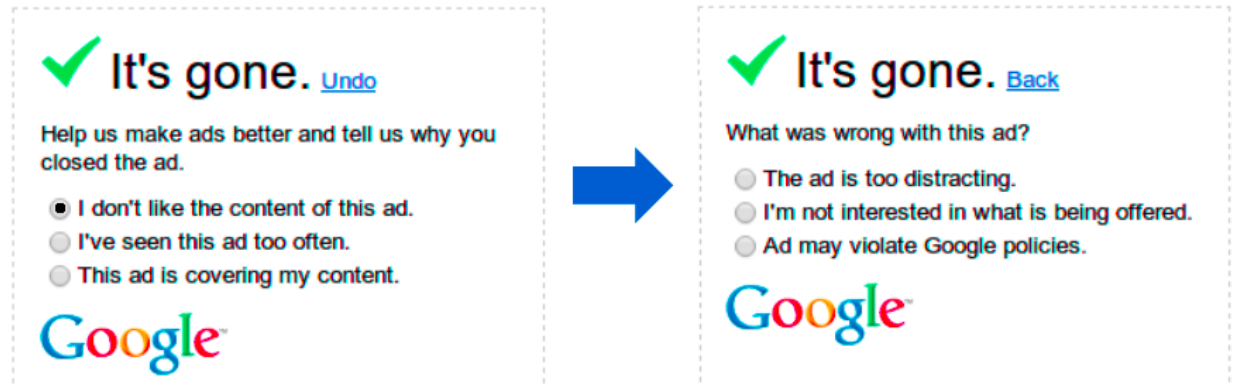 It's gone. Undo
Help us make ads better and tell us why you
closed the ad.
I don't like the content of this ad.
I've seen this ad too often.
This ad is covering my content.
Google™
It's gone. Back
What was wrong with this ad?
The ad is too distracting.
I'm not interested in what is being offered.
Ad may violate Google policies.
Google™